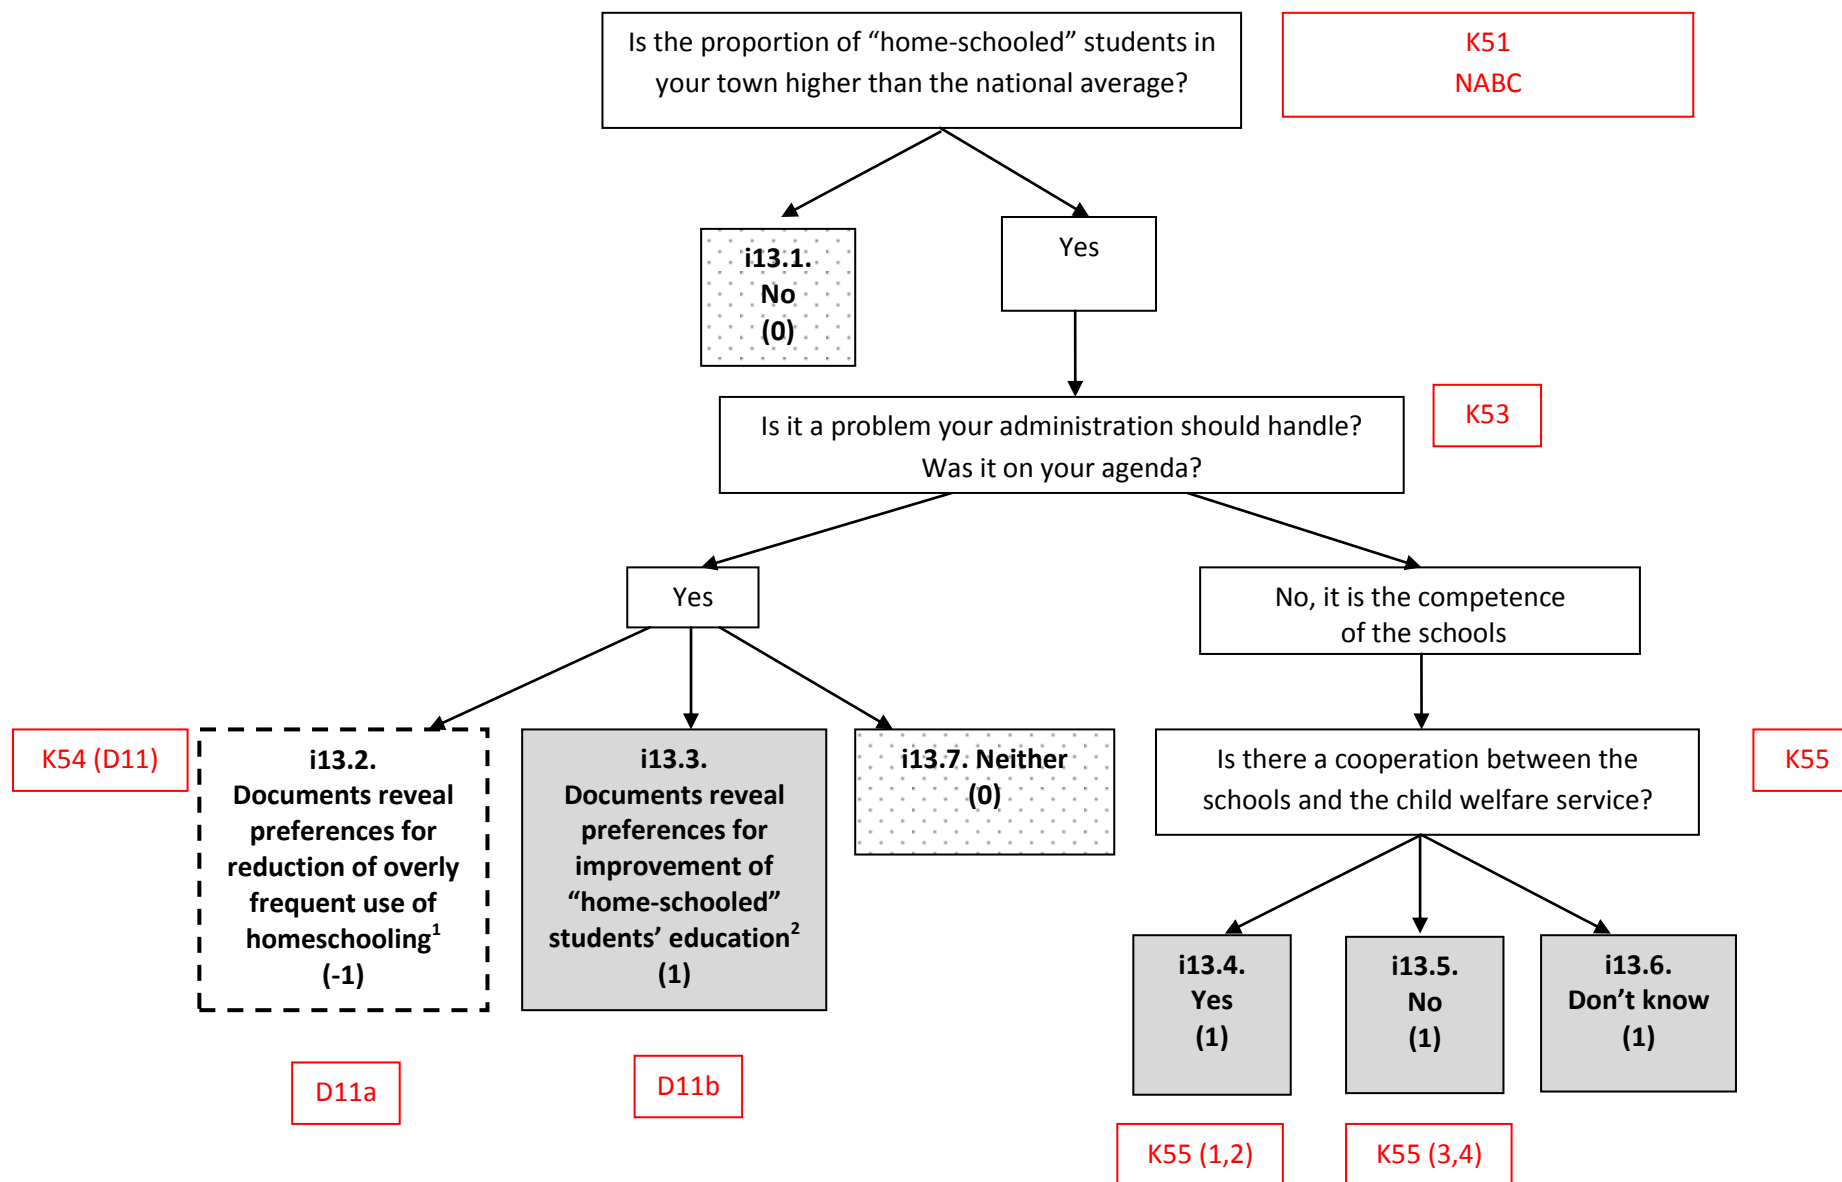 Is the proportion of “home-schooled” students in
your town higher than the national average?
K51
NABC
i13.1.
No
(0)
Yes
Is it a problem your administration should handle?
Was it on your agenda?
K53
Yes
No, it is the competence
of the schools
K54 (D11)
i13.2.
Documents reveal
preferences for
reduction of overly
frequent use of
homeschooling1
(-1)
i13.3.
Documents reveal
preferences for
improvement of
“home-schooled”
students’ education2
(1)
i13.7. Neither
(0)
Is there a cooperation between the
schools and the child welfare service?
K55
i13.4.
Yes
(1)
i13.5.
No
(1)
i13.6.
Don’t know
(1)
D11a
D11b
K55 (1,2)
K55 (3,4)